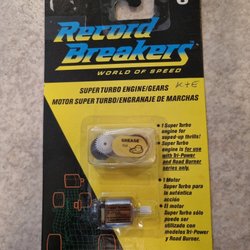 Record
Breakers
WORLD OF SPEED
SUPER TURBO ENGINE/GEARS
K+E
MOTOR SUPER TURBO/ENGRANAJE DE MARCHAS
GREASE
• 1 Super Turbo
engine for
suped-up thrills!
• Super Turbo
engine is for use
with Tri-Power
and Road Burner
series only.
• 1 Motor
Super Turbo para
la auténtica
acción
• El motor
Super Turbo sólo
puede ser
utilizado con
modelos Tri-Power
y Road Burner